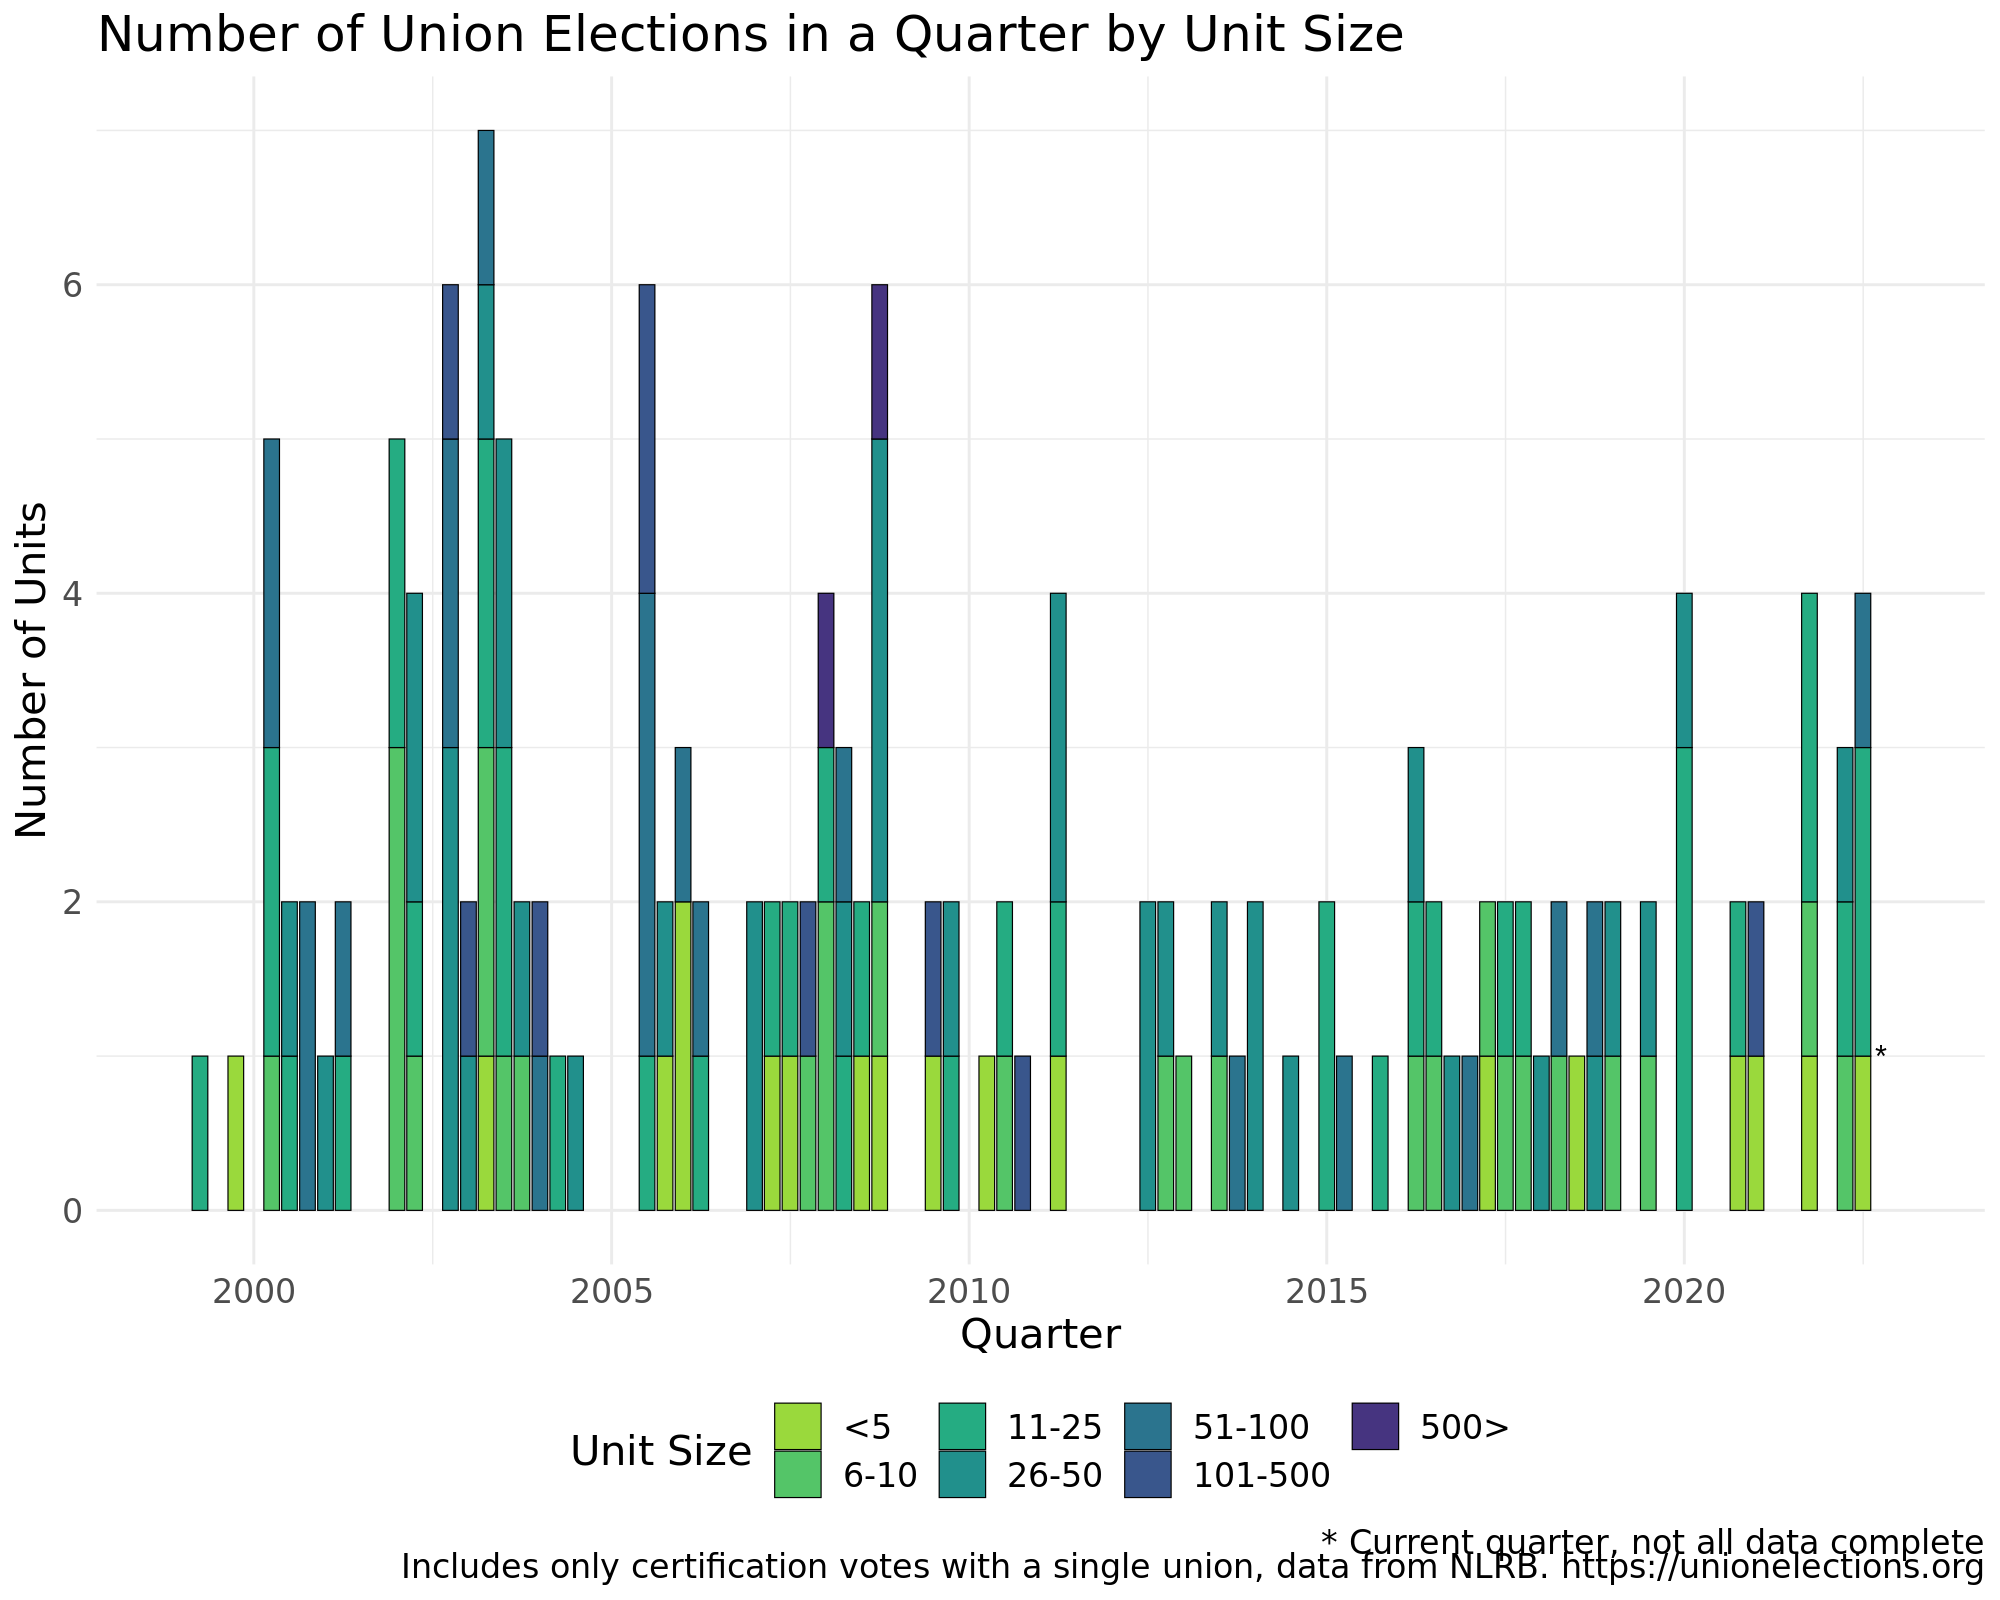 Number of Union Elections in a Quarter by Unit Size
Number of Units
6
4
2
0
*
2000 2005 2010 2015 2020
Quarter
Unit Size
<5 11-25 51-100 500>
6-10 26-50 101-500
* Current quarter, not all data complete
Includes only certification votes with a single union, data from NLRB. https://unionelections.org